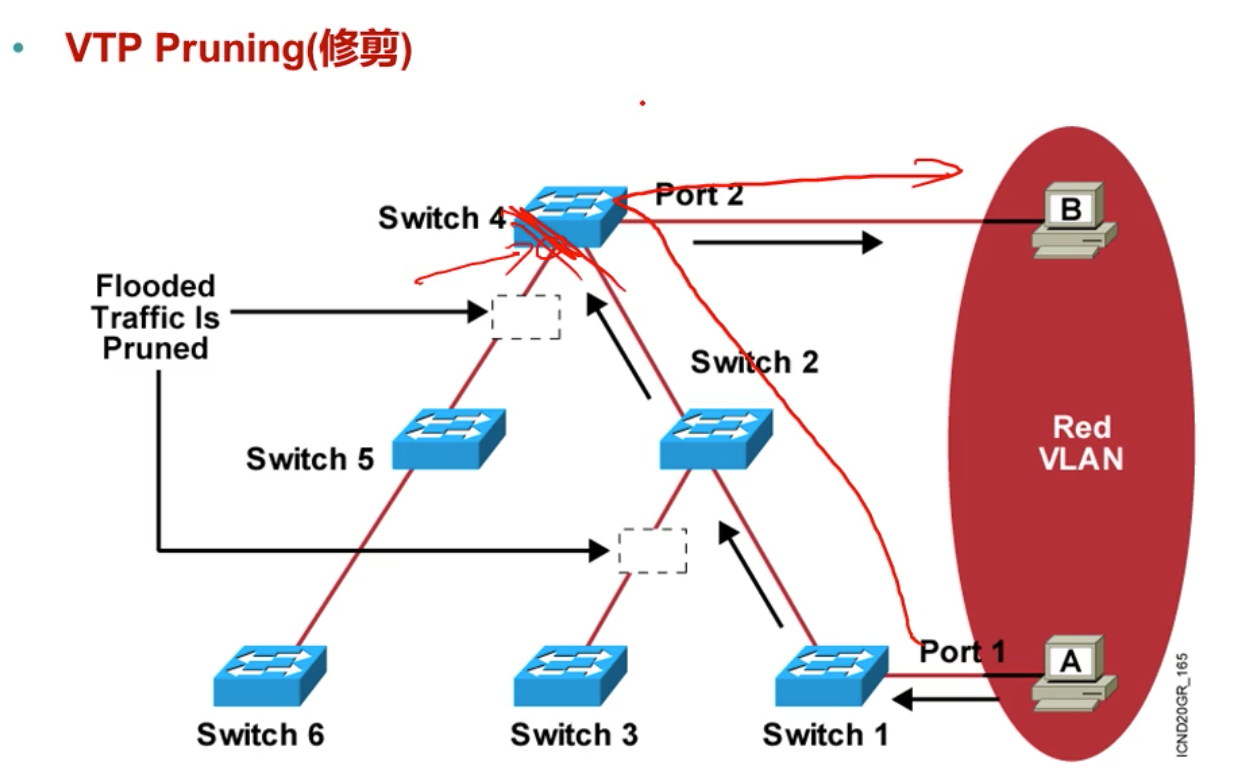 • VTP Pruning(修剪)
Port 2
B
Switch 4
Flooded
Traffic Is
Pruned
Switch 2
Red
VLAN
Switch 5
Port 1
A
Switch 6
Switch 3
Switch 1
ICND20GR_165